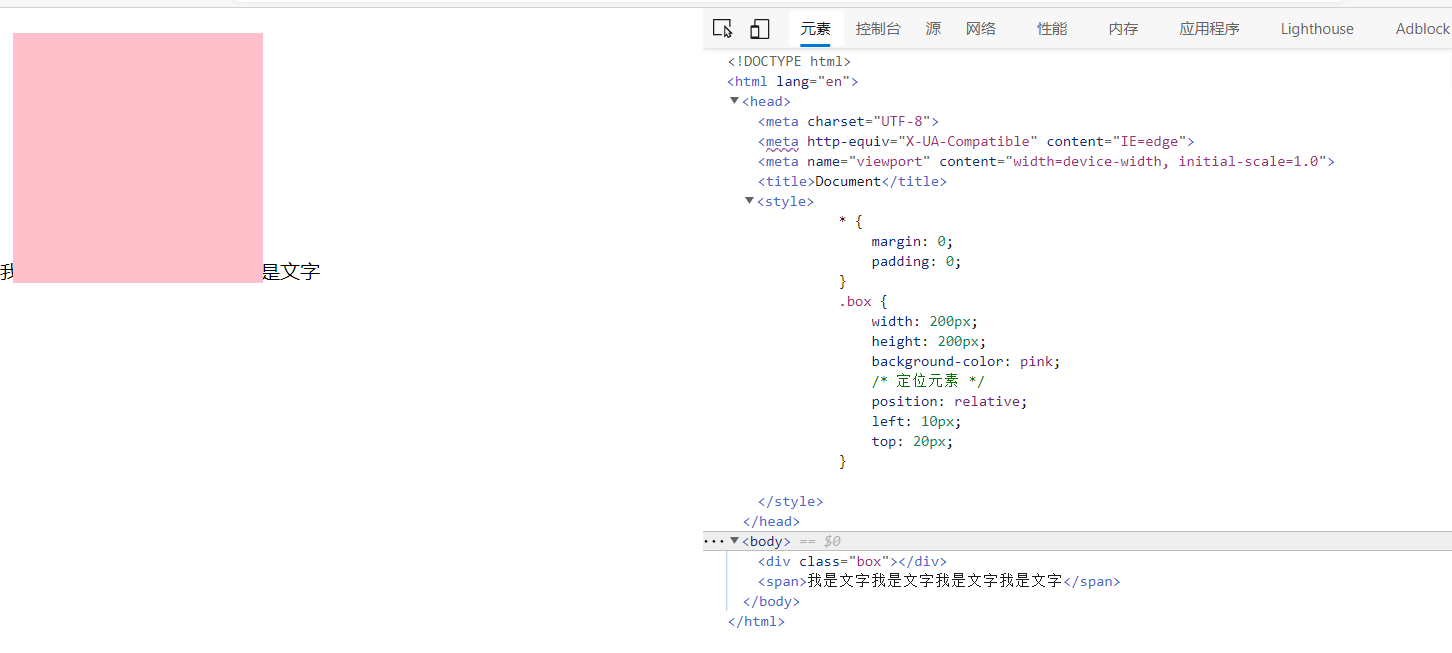 我 是文字
元素 控制台 源 网络 性能 内存 应用程序 Lighthouse Adblock
<!DOCTYPE html>
<html lang="en">
<head>
<meta charset="UTF-8">
<meta http-equiv="X-UA-Compatible" content="IE=edge">
<meta name="viewport" content="width=device-width, initial-scale=1.0">
<title>Document</title>
<style>
* {
margin: 0;
padding: 0;
}
.box {
width: 200px;
height: 200px;
background-color: pink;
/* 定位元素 */
position: relative;
left: 10px;
top: 20px;
}
</style>
</head>
••• <body> == $0
<div class="box"></div>
<span>我是文字我是文字我是文字我是文字</span>
</body>
</html>